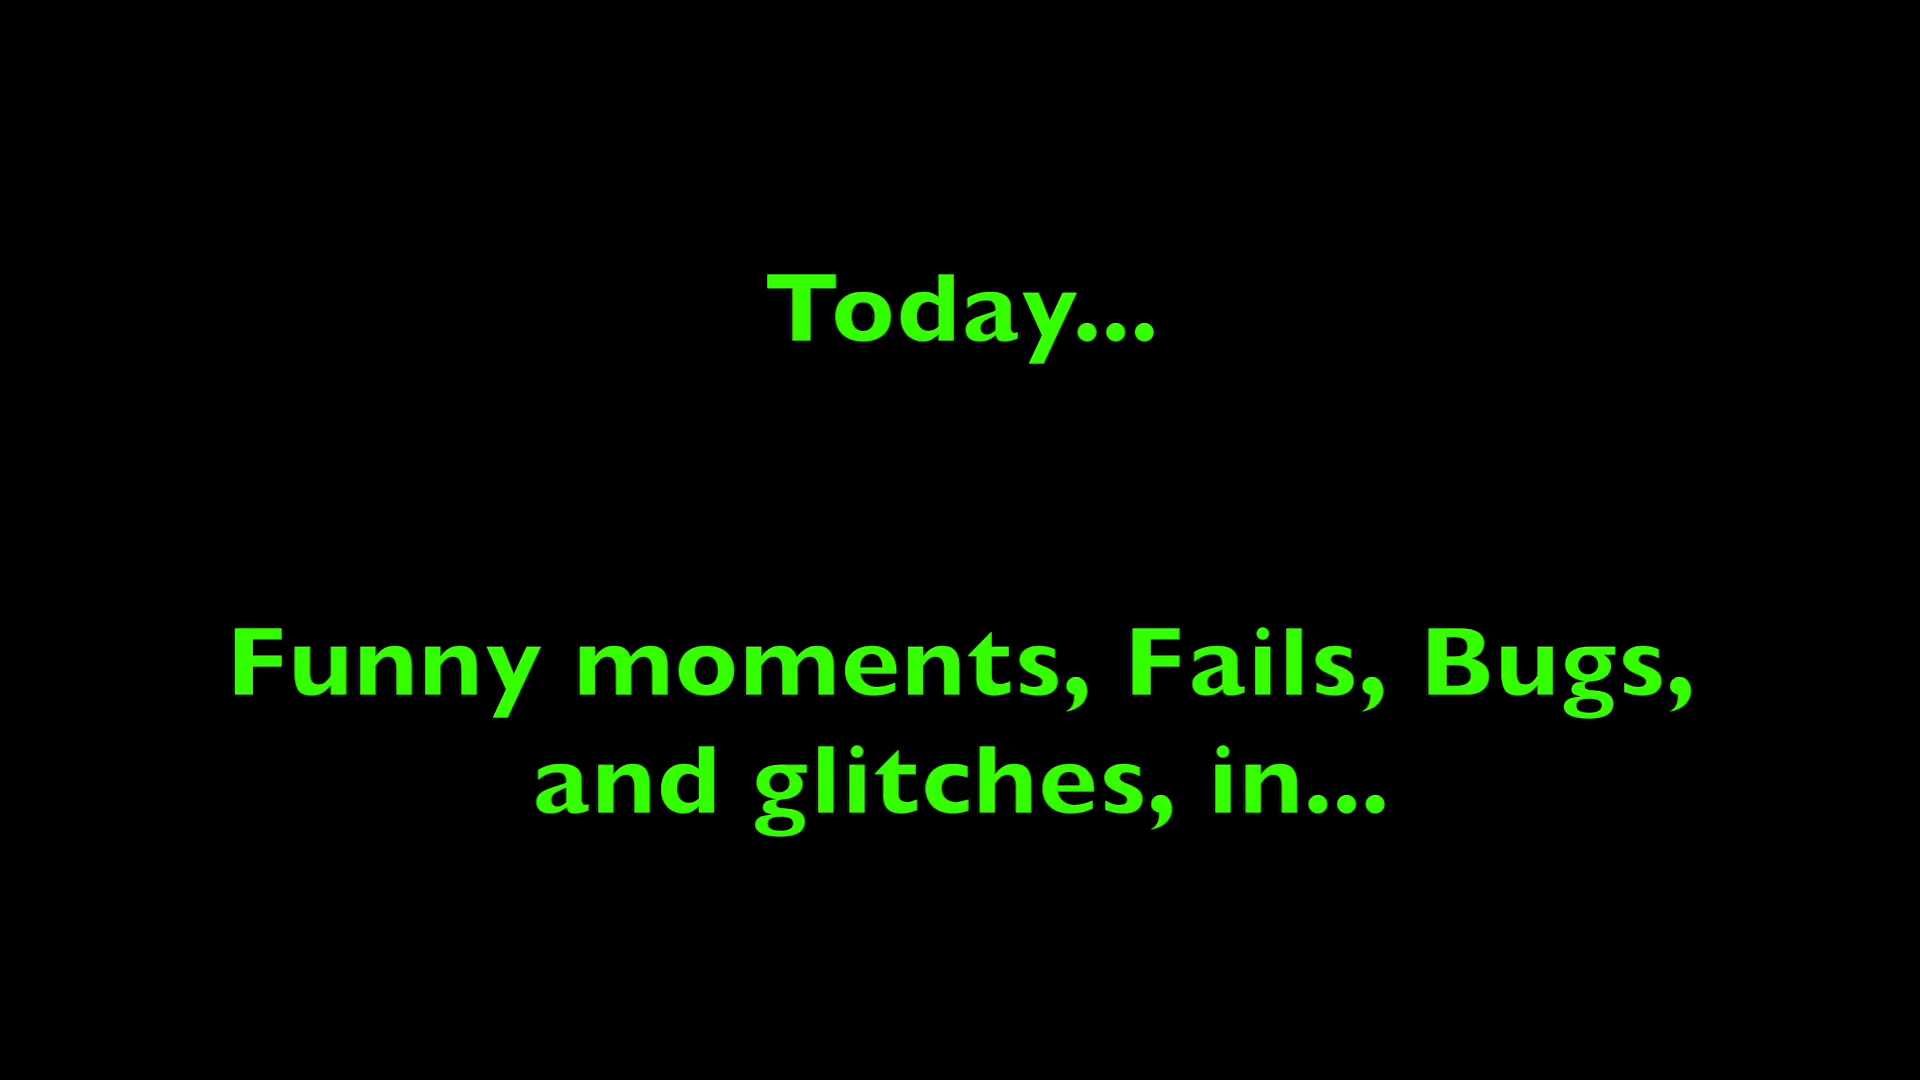 Today...
Funny moments, Fails, Bugs,
and glitches, in...